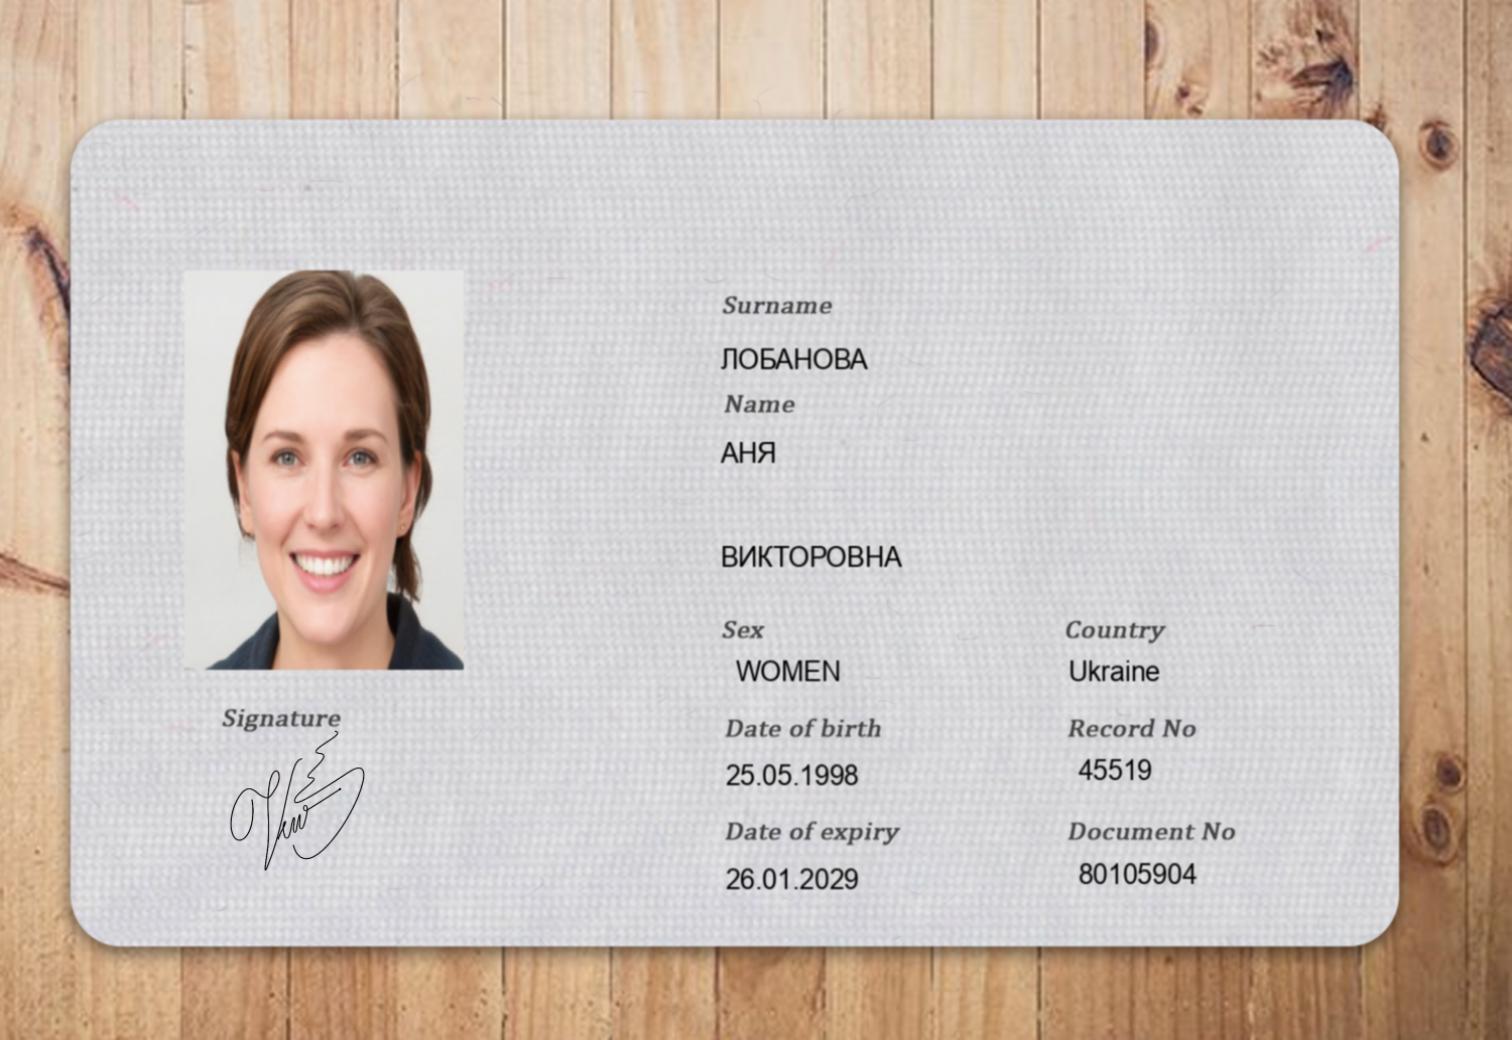 Surname
ЛОБАНОВА
Name
АНЯ
ВИКТОРОВНА
Sex
Country
WOMEN
Ukraine
Date of birth
Record No
25.05.1998
45519
Date of expiry
Document No
26.01.2029
80105904
Signature